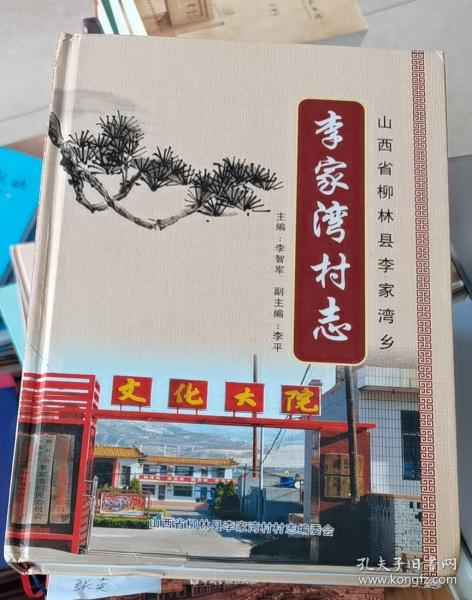 山西省柳林县李家湾乡
李家湾村志
主编：李智军 副主编：李平
文化大院
山西省柳林县李家湾村村志编委会
孔夫子旧书网
www.kongfz.com